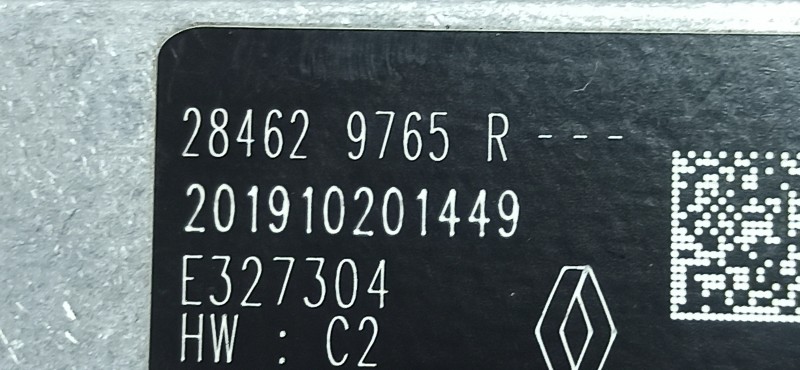 28462 9765 R - - -
201910201449
E327304
HW : C2